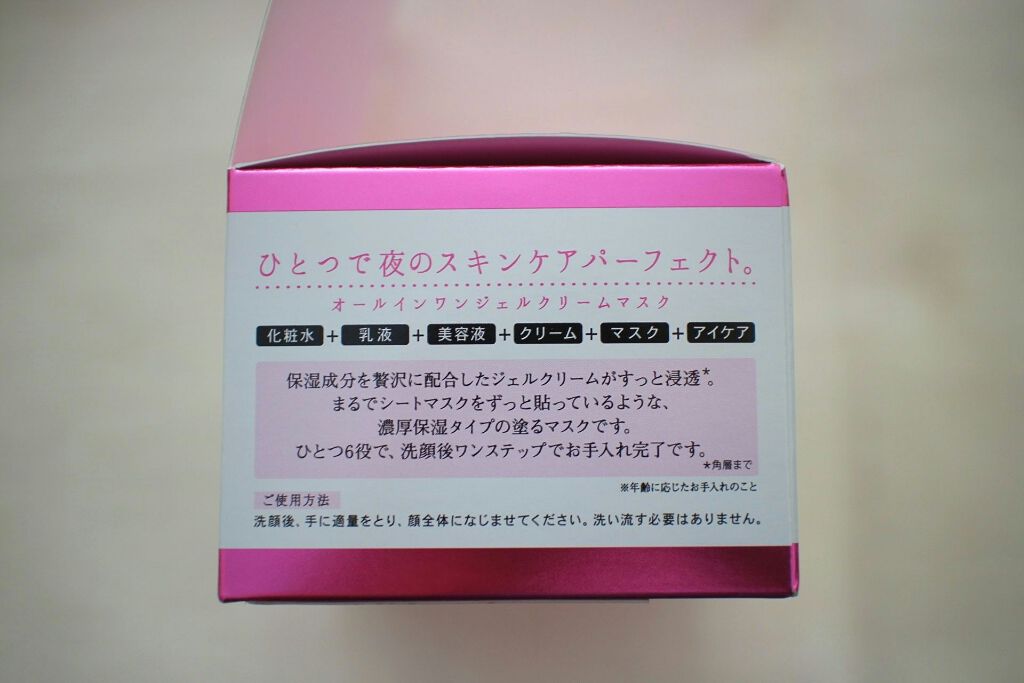 ひとつで夜のスキンケアパーフェクト。
オールインワンジェルクリームマスク
化粧水+乳液+美容液+クリーム+マスク+アイケア
保湿成分を贅沢に配合したジェルクリームがすっと浸透*。
まるでシートマスクをずっと貼っているような、
濃厚保湿タイプの塗るマスクです。
ひとつ6役で、洗顔後ワンステップでお手入れ完了です。
*角層まで
※年齢に応じたお手入れのこと
ご使用方法
洗顔後、手に適量をとり、顔全体になじませてください。洗い流す必要はありません。